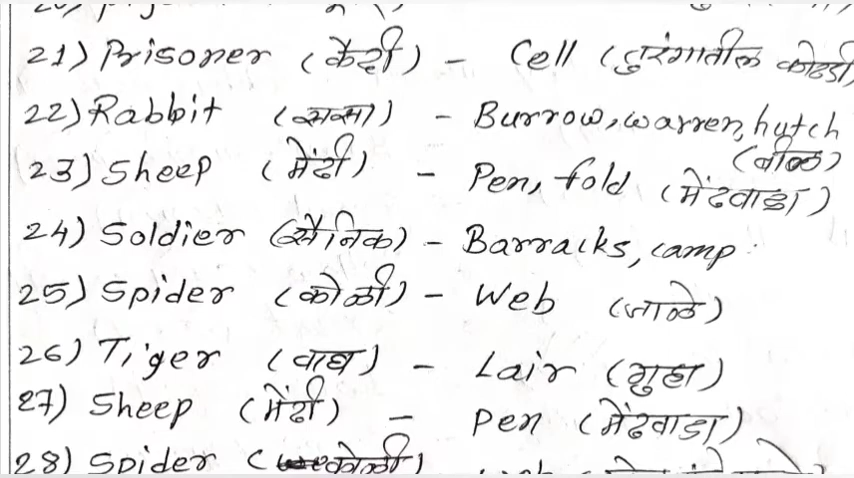 21) Prisoner (कैदी) - Cell (तुरुंगातील कोठडी)
22) Rabbit (ससा) - Burrow, warren, hutch
(बीळ)
23) Sheep (मेंढी) - Pen, fold (मेंढवाडा)
24) Soldier (सैनिक) - Barracks, camp.
25) Spider (कोळी) - Web (जाळे)
26) Tiger (वाघ) - Lair (गुहा)
27) Sheep (मेंढी) - Pen (मेंढवाडा)
28) Spider (कोळी)